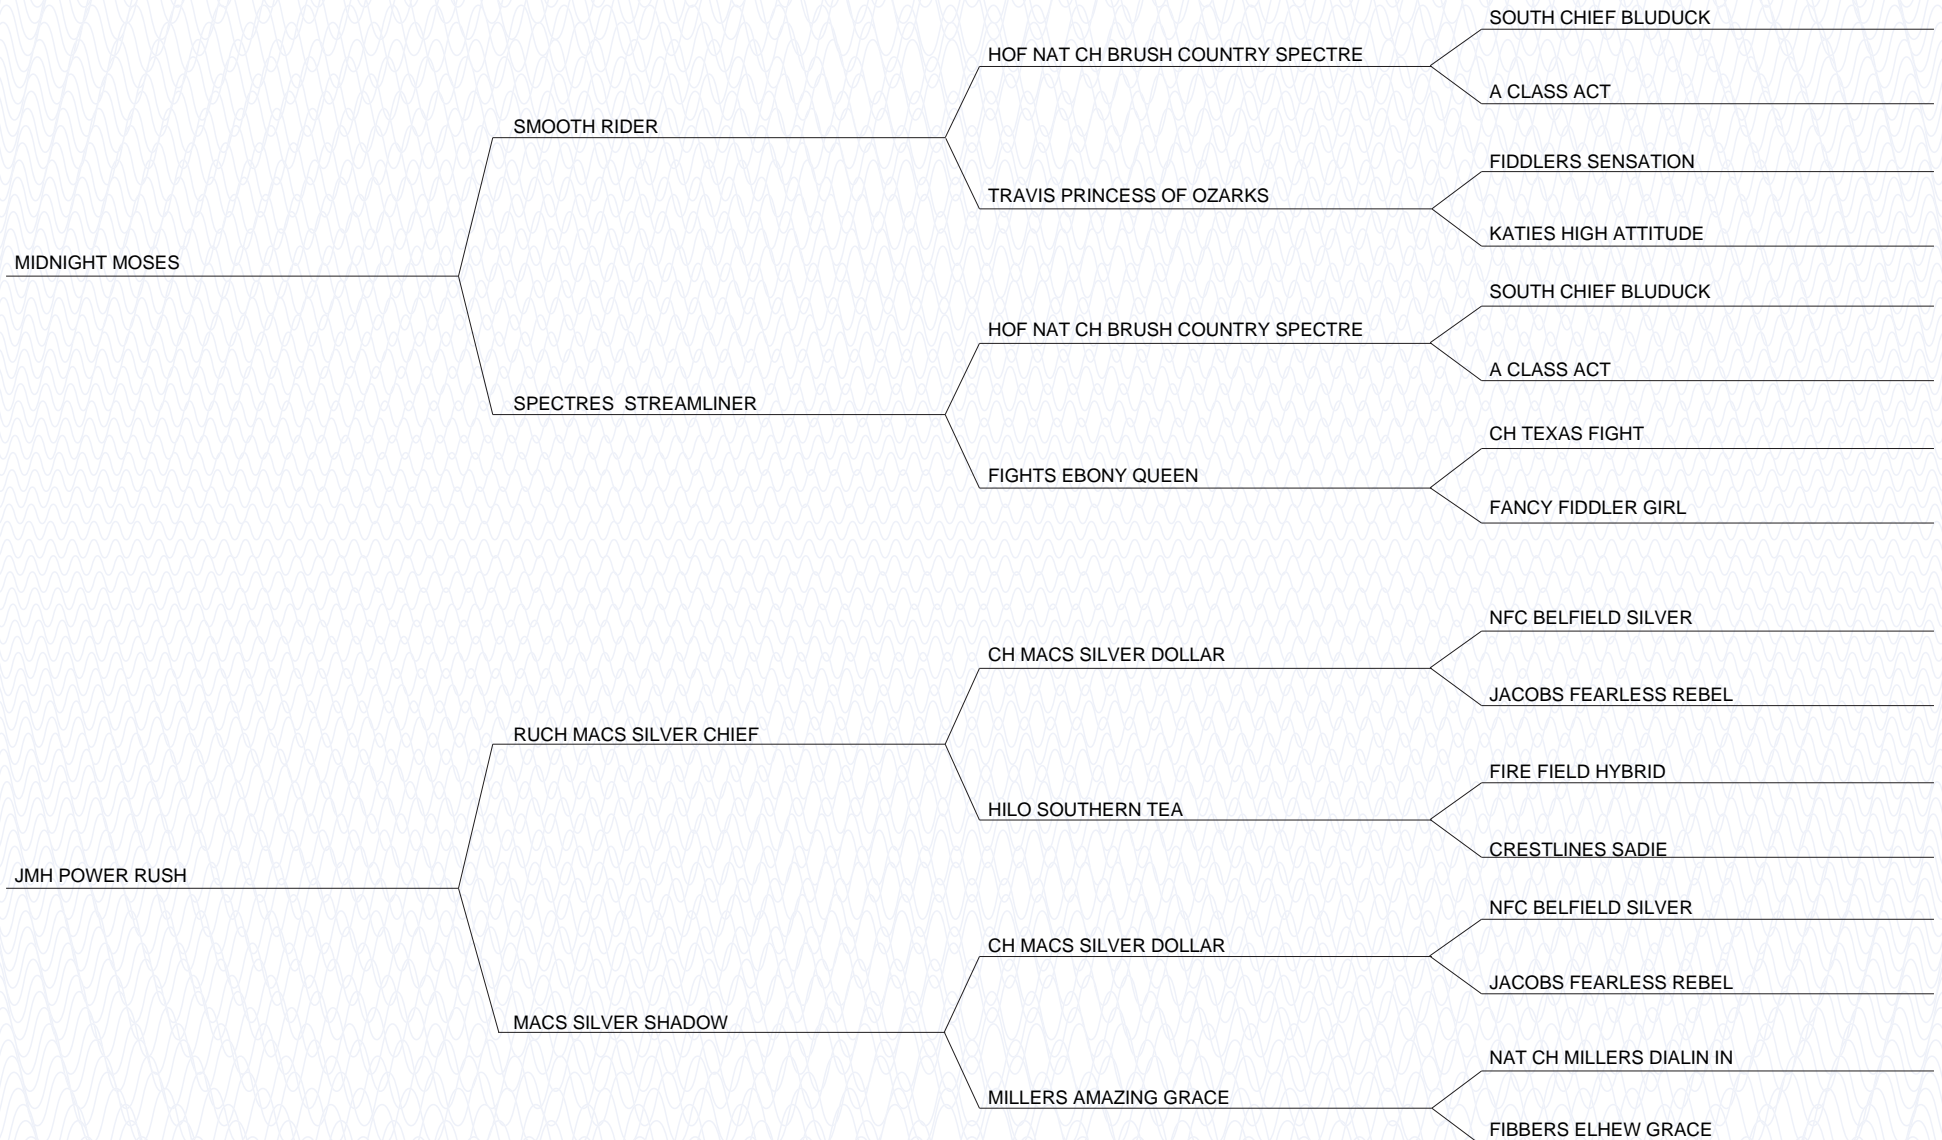 SOUTH CHIEF BLUDUCK
HOF NAT CH BRUSH COUNTRY SPECTRE
A CLASS ACT
SMOOTH RIDER
FIDDLERS SENSATION
TRAVIS PRINCESS OF OZARKS
KATIES HIGH ATTITUDE
MIDNIGHT MOSES
SOUTH CHIEF BLUDUCK
HOF NAT CH BRUSH COUNTRY SPECTRE
A CLASS ACT
SPECTRES  STREAMLINER
CH TEXAS FIGHT
FIGHTS EBONY QUEEN
FANCY FIDDLER GIRL
NFC BELFIELD SILVER
CH MACS SILVER DOLLAR
JACOBS FEARLESS REBEL
RUCH MACS SILVER CHIEF
FIRE FIELD HYBRID
HILO SOUTHERN TEA
CRESTLINES SADIE
JMH POWER RUSH
NFC BELFIELD SILVER
CH MACS SILVER DOLLAR
JACOBS FEARLESS REBEL
MACS SILVER SHADOW
NAT CH MILLERS DIALIN IN
MILLERS AMAZING GRACE
FIBBERS ELHEW GRACE